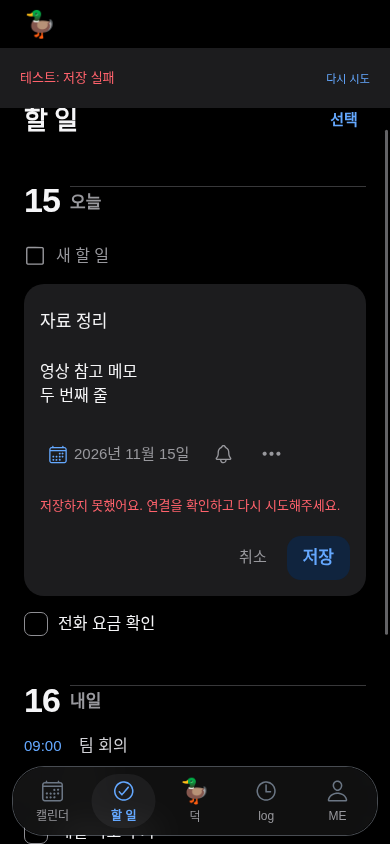 테스트: 저장 실패
다시 시도
할 일
선택
15 오늘
새 할 일
자료 정리
영상 참고 메모
두 번째 줄
2026년 11월 15일
저장하지 못했어요. 연결을 확인하고 다시 시도해주세요.
취소
저장
전화 요금 확인
16 내일
09:00 팀 회의
캘린더
할 일
덕
log
ME